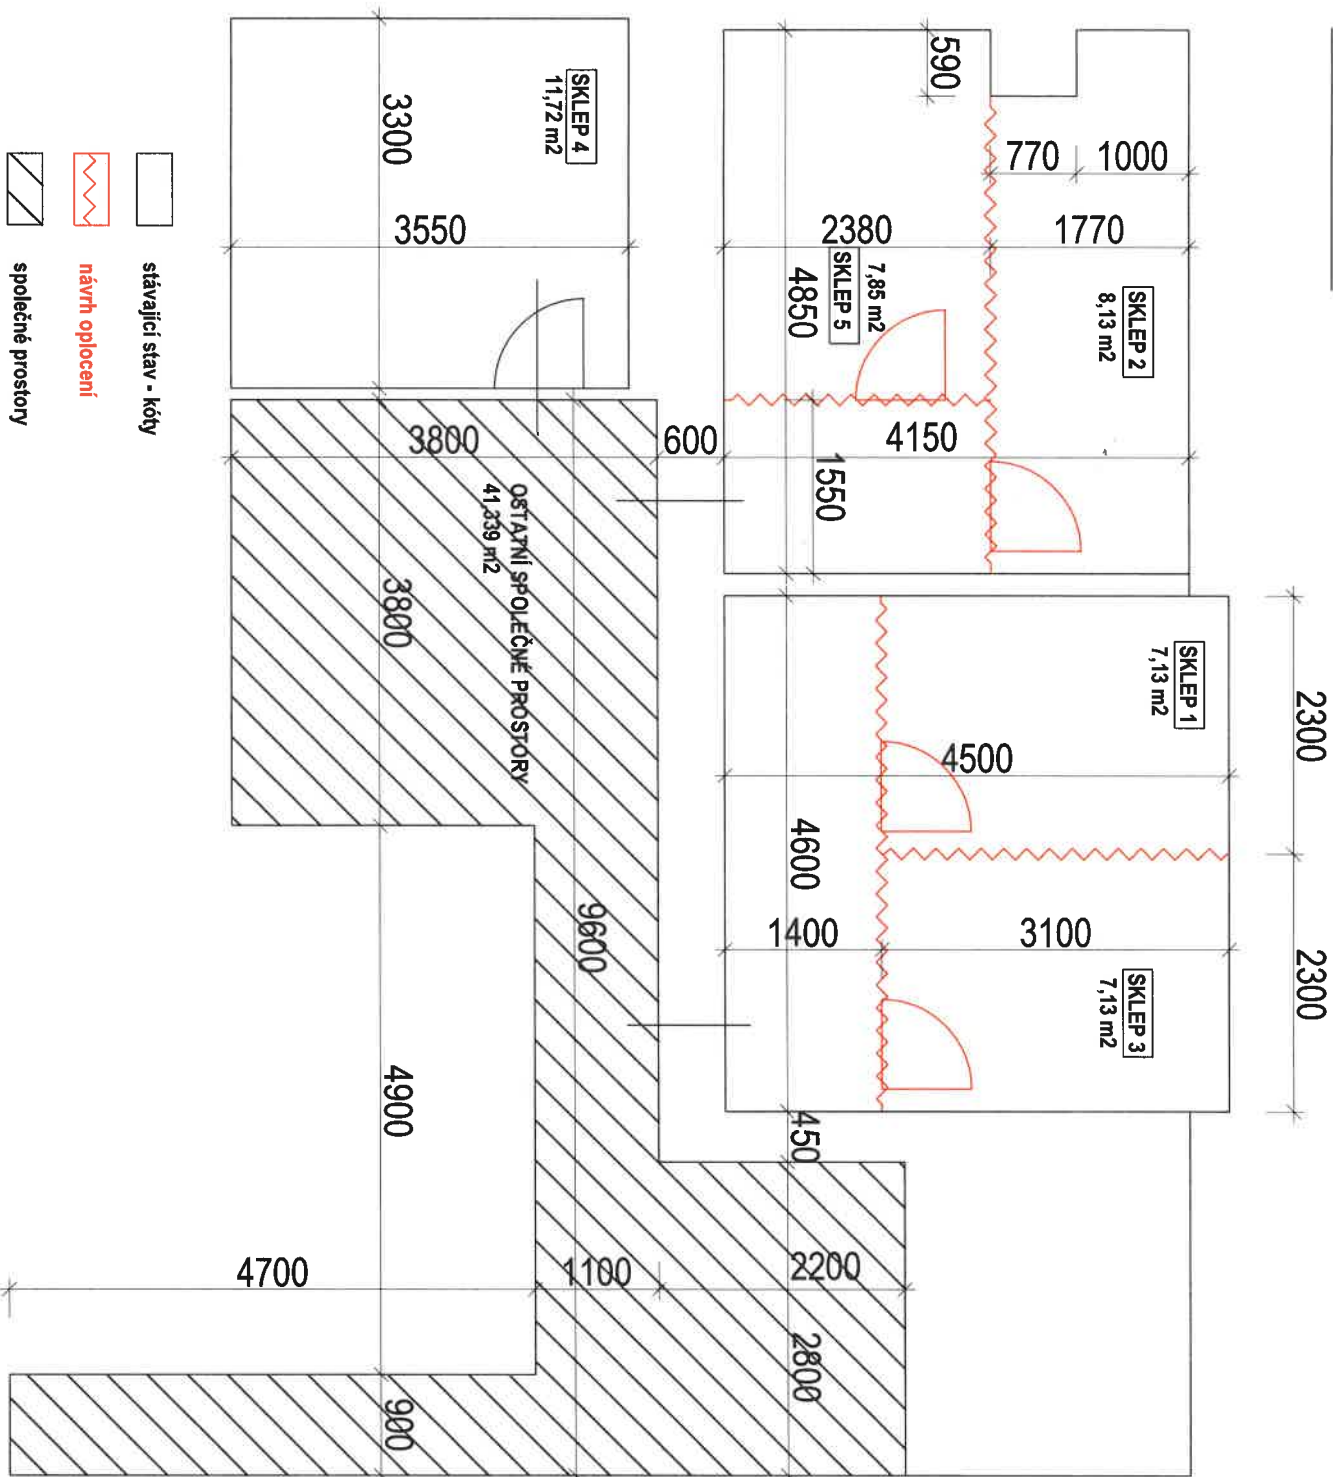 590
770
1000
2380
1770
SKLEP 2
8,13 m2
7,85 m2
SKLEP 5
4850
4150
1550
600
SKLEP 4
11,72 m2
3300
3550
3800
3800
OSTATNÍ SPOLEČNÉ PROSTORY
41,339 m2
SKLEP 1
7,13 m2
2300
2300
4500
4600
1400
3100
SKLEP 3
7,13 m2
9600
4900
450
4700
1100
2200
2800
900
stávající stav - kóty
návrh oplocení
společné prostory